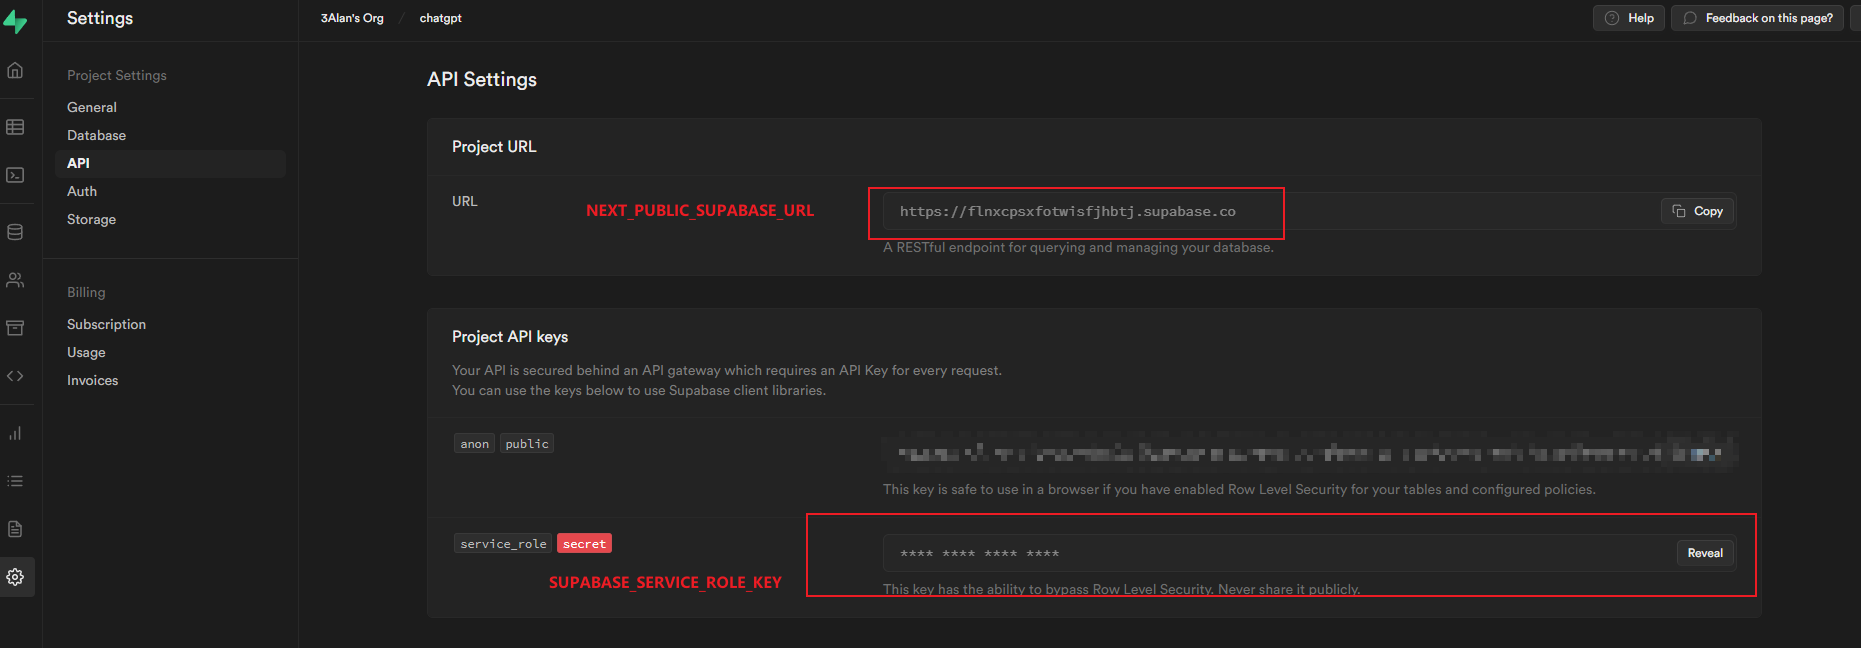 Settings
3Alan's Org / chatgpt
Help
Feedback on this page?
Project Settings
General
Database
API
Auth
Storage
Billing
Subscription
Usage
Invoices
API Settings
Project URL
URL
NEXT_PUBLIC_SUPABASE_URL
https://flnxcpsxfotwisfjhbtj.supabase.co
Copy
A RESTful endpoint for querying and managing your database.
Project API keys
Your API is secured behind an API gateway which requires an API Key for every request.
You can use the keys below to use Supabase client libraries.
anon public
This key is safe to use in a browser if you have enabled Row Level Security for your tables and configured policies.
service_role secret
**** **** **** ****
Reveal
SUPABASE_SERVICE_ROLE_KEY
This key has the ability to bypass Row Level Security. Never share it publicly.